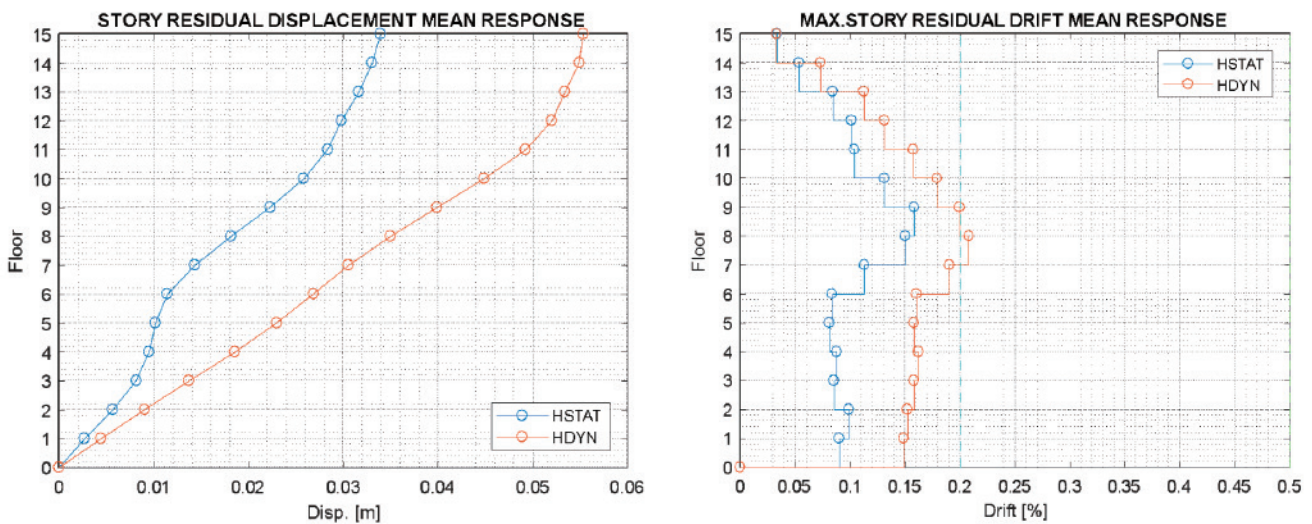 STORY RESIDUAL DISPLACEMENT MEAN RESPONSE
15
14
13
12
11
10
9
8
7
6
5
4
3
2
1
0
Floor
HSTAT
HDYN
0 0.01 0.02 0.03 0.04 0.05 0.06
Disp. [m]
MAX.STORY RESIDUAL DRIFT MEAN RESPONSE
15
14
13
12
11
10
9
8
7
6
5
4
3
2
1
0
Floor
HSTAT
HDYN
0 0.05 0.1 0.15 0.2 0.25 0.3 0.35 0.4 0.45 0.5
Drift [%]